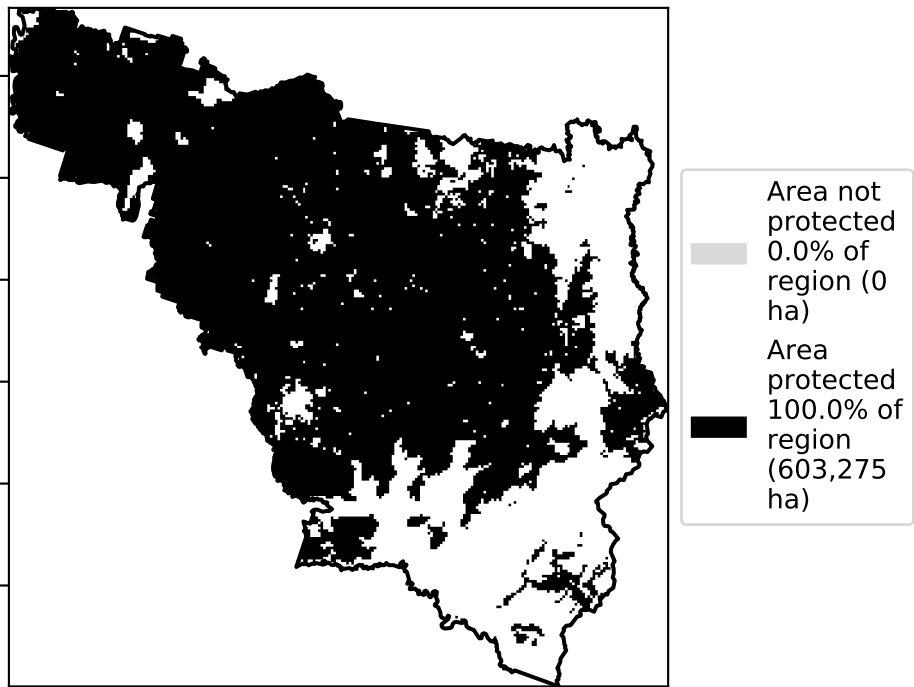 Area not
protected
0.0% of
region (0
ha)
Area
protected
100.0% of
region
(603,275
ha)